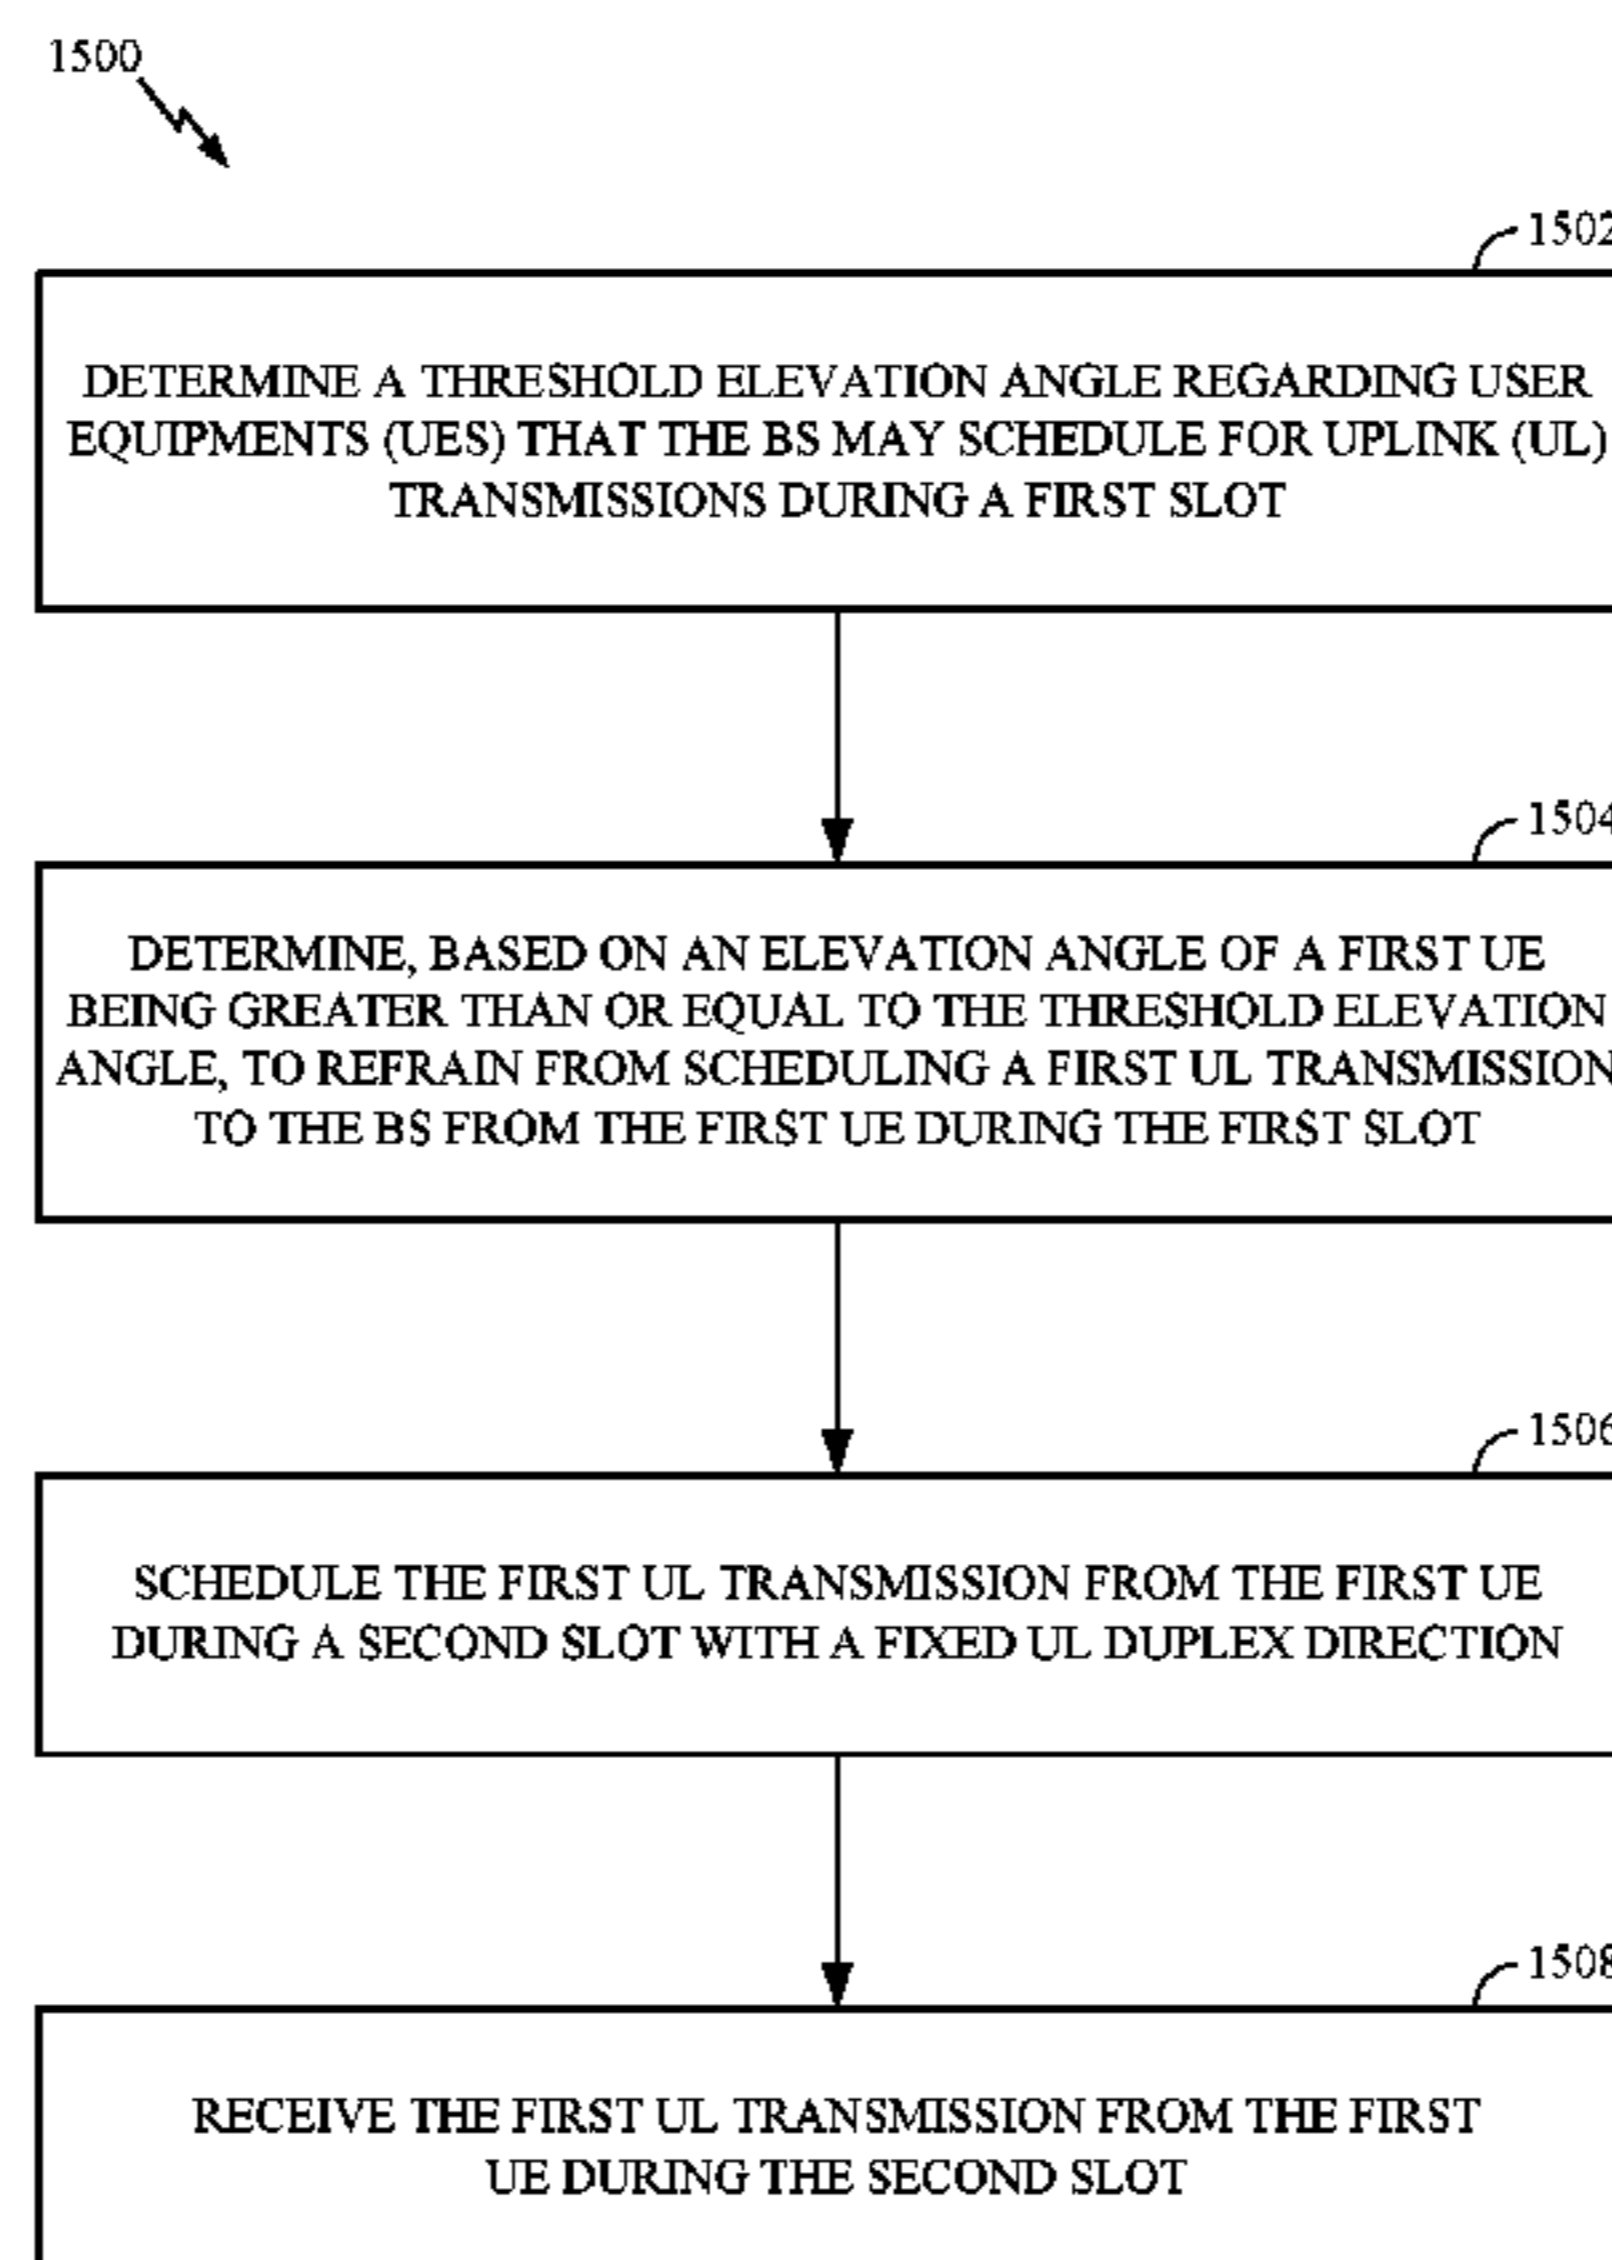 1500
1502
DETERMINE A THRESHOLD ELEVATION ANGLE REGARDING USER
EQUIPMENTS (UES) THAT THE BS MAY SCHEDULE FOR UPLINK (UL)
TRANSMISSIONS DURING A FIRST SLOT
1504
DETERMINE, BASED ON AN ELEVATION ANGLE OF A FIRST UE
BEING GREATER THAN OR EQUAL TO THE THRESHOLD ELEVATION
ANGLE, TO REFRAIN FROM SCHEDULING A FIRST UL TRANSMISSION
TO THE BS FROM THE FIRST UE DURING THE FIRST SLOT
1506
SCHEDULE THE FIRST UL TRANSMISSION FROM THE FIRST UE
DURING A SECOND SLOT WITH A FIXED UL DUPLEX DIRECTION
1508
RECEIVE THE FIRST UL TRANSMISSION FROM THE FIRST
UE DURING THE SECOND SLOT